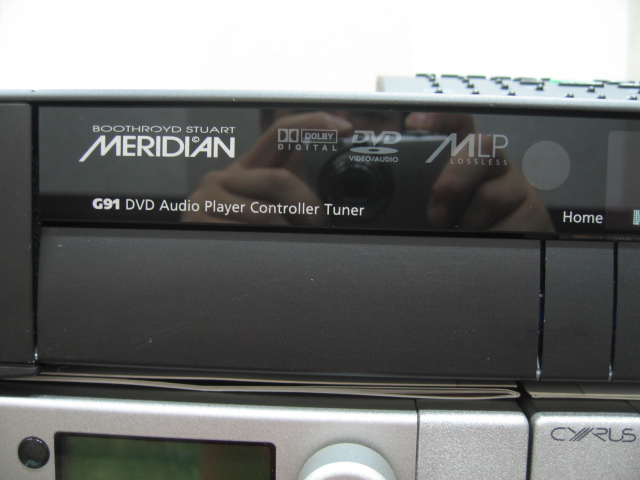 BOOTHROYD STUART
MERIDIAN
DOLBY
DIGITAL
DVD
VIDEO/AUDIO
MLP
LOSSLESS
G91 DVD Audio Player Controller Tuner
Home
CYRUS